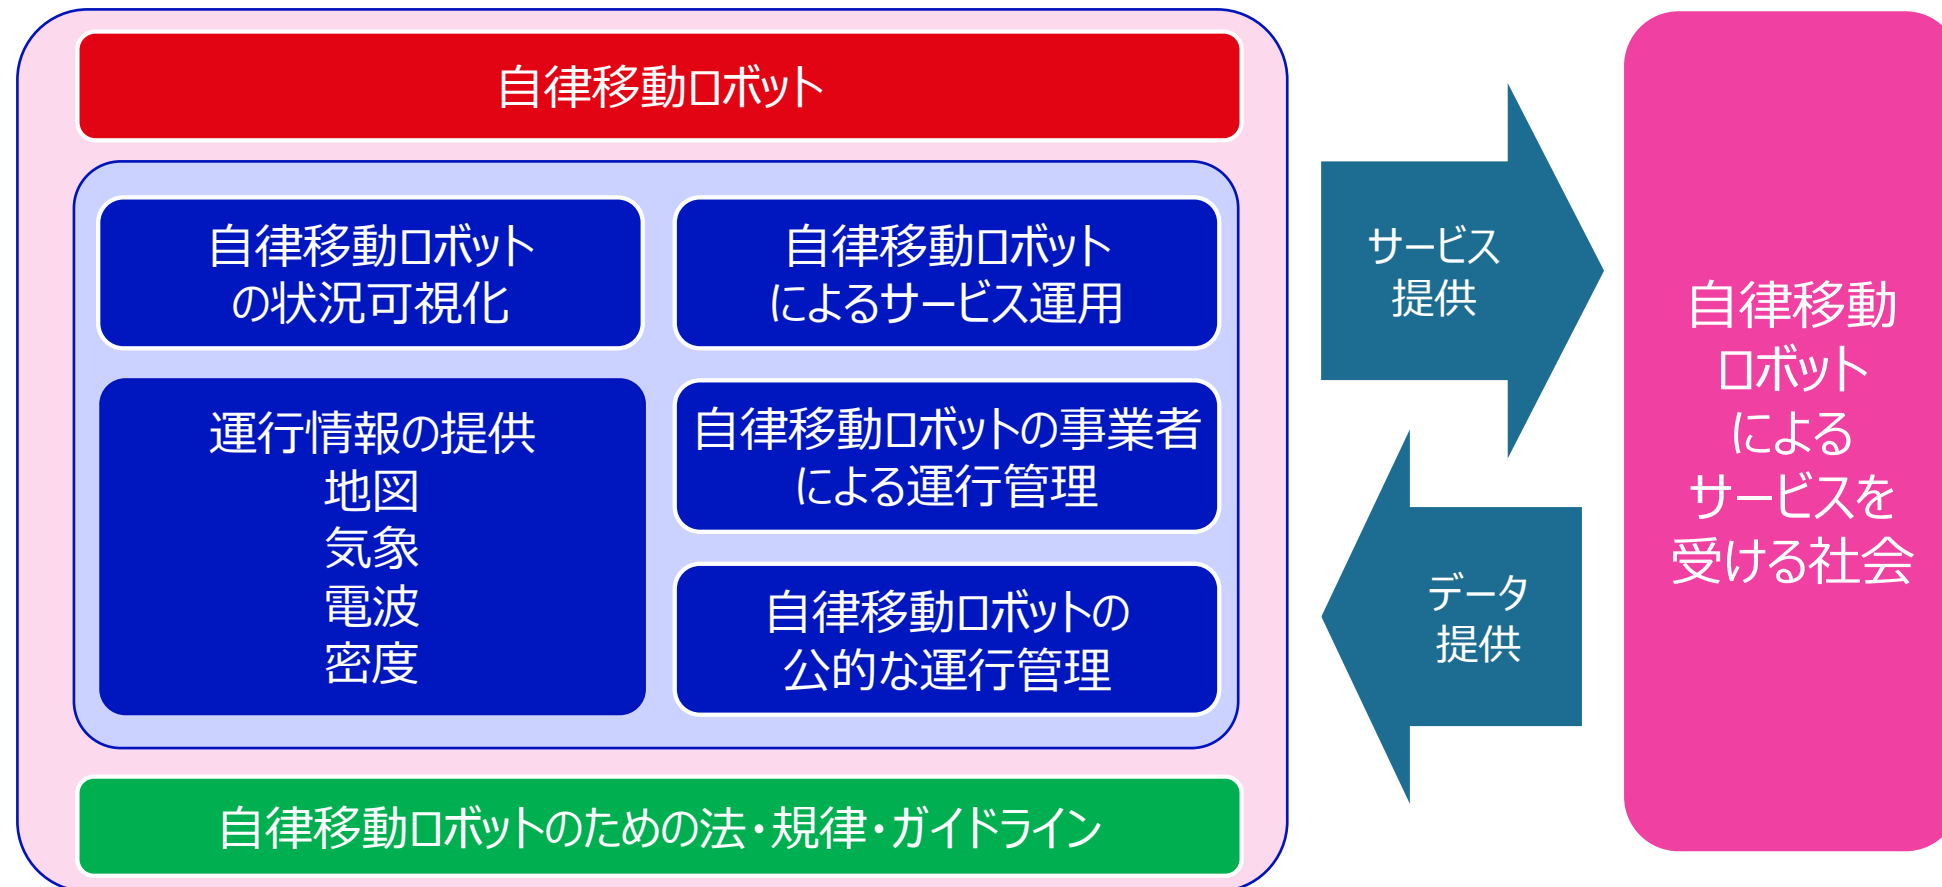 自律移動ロボット
自律移動ロボット
の状況可視化
自律移動ロボット
によるサービス運用
運行情報の提供
地図
気象
電波
密度
自律移動ロボットの事業者
による運行管理
自律移動ロボットの
公的な運行管理
自律移動ロボットのための法・規律・ガイドライン
サービス
提供
データ
提供
自律移動
ロボット
による
サービスを
受ける社会